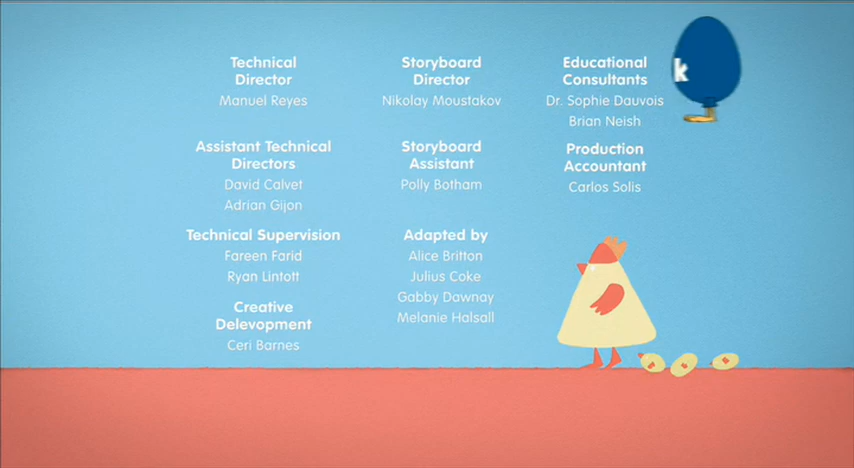 Technical
Director
Manuel Reyes
Assistant Technical
Directors
David Calvet
Adrian Gijon
Technical Supervision
Fareen Farid
Ryan Lintott
Creative
Delevopment
Ceri Barnes
Storyboard
Director
Nikolay Moustakov
Storyboard
Assistant
Polly Botham
Adapted by
Alice Britton
Julius Coke
Gabby Dawnay
Melanie Halsall
Educational
Consultants
Dr. Sophie Dauvois
Brian Neish
Production
Accountant
Carlos Solis
k